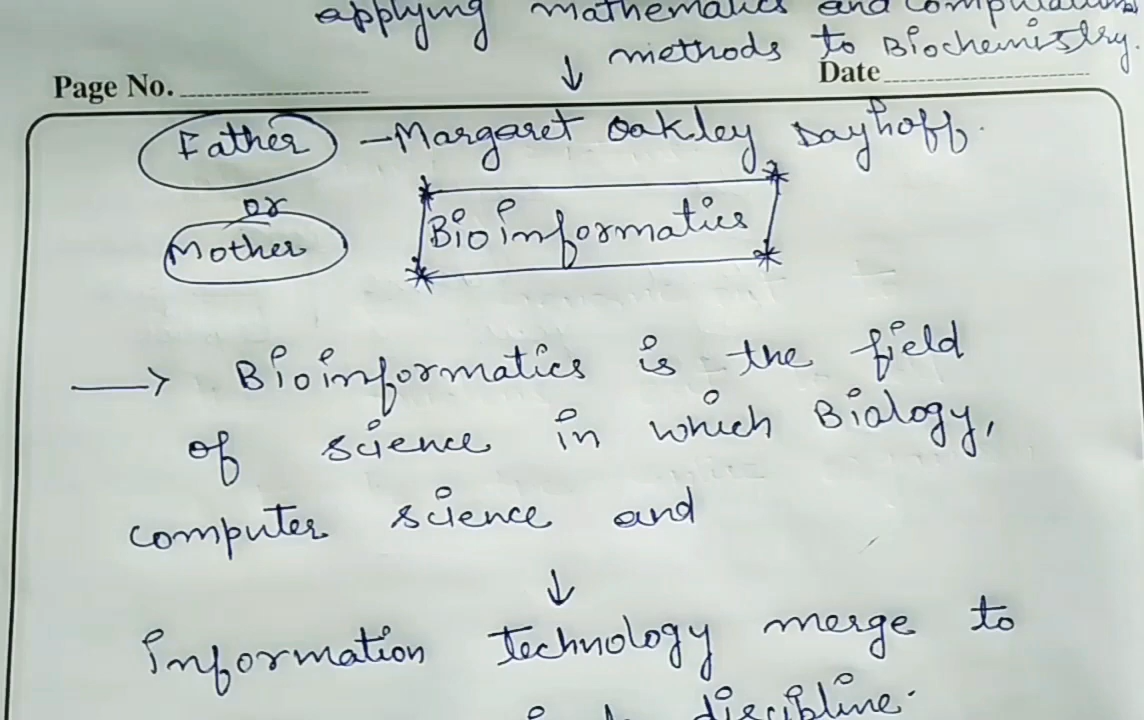 applying mathematics and computational
methods to Biochemistry.
↓
Page No. Date
Father - Margaret Oakley Dayhoff.
or
Mother Bioinformatics
→ Bioinformatics is the field
of science in which Bialogy,
computer science and
↓
information technology merge to
discipline.